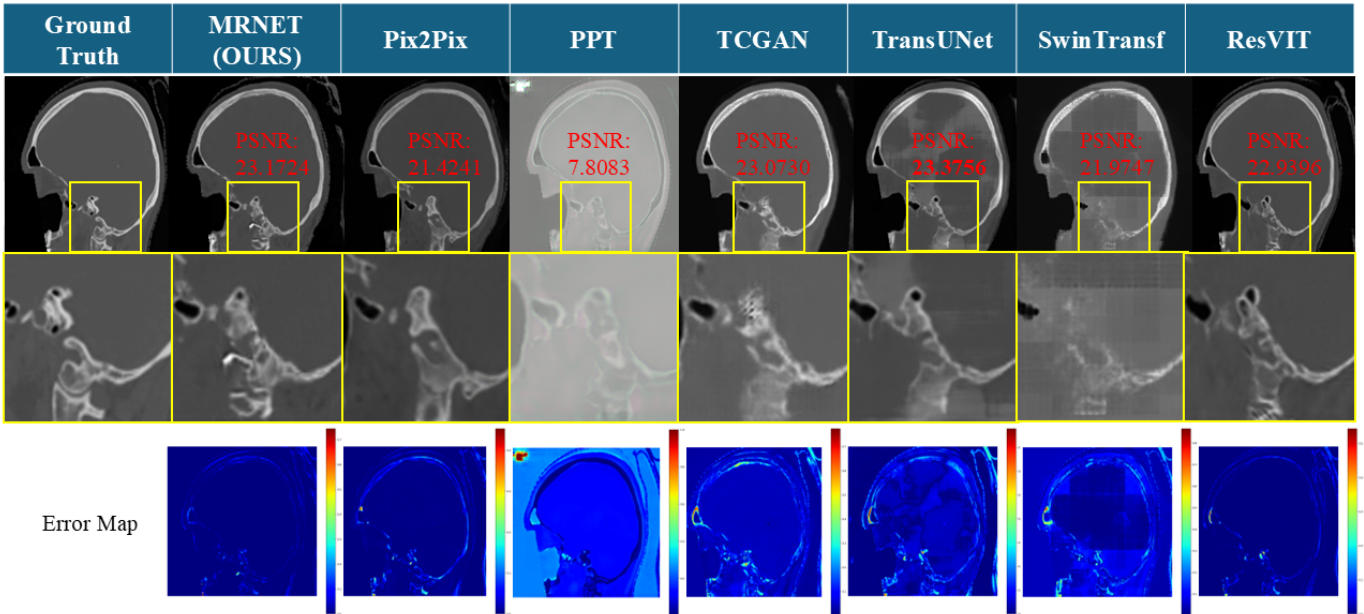 Ground
Truth
MRNET
(OURS)
Pix2Pix
PPT
TCGAN
TransUNet
SwinTransf
ResVIT
PSNR:
23.1724
PSNR:
21.4241
PSNR:
7.8083
PSNR:
23.0730
PSNR:
23.3756
PSNR:
21.9747
PSNR:
22.9396
Error Map